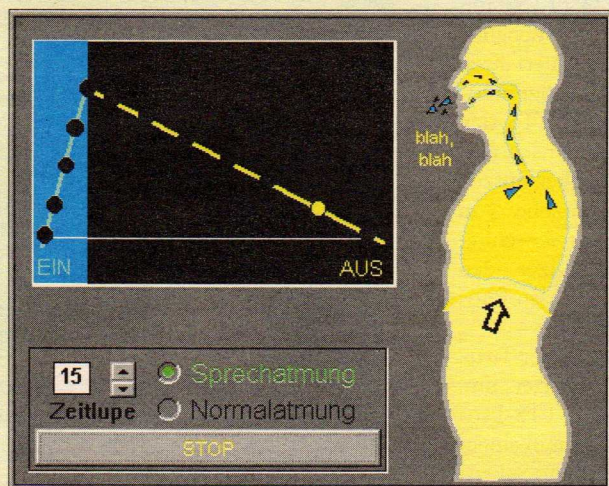 EIN
AUS
blah,
blah
15
Zeitlupe
Sprechatmung
Normalatmung
STOP